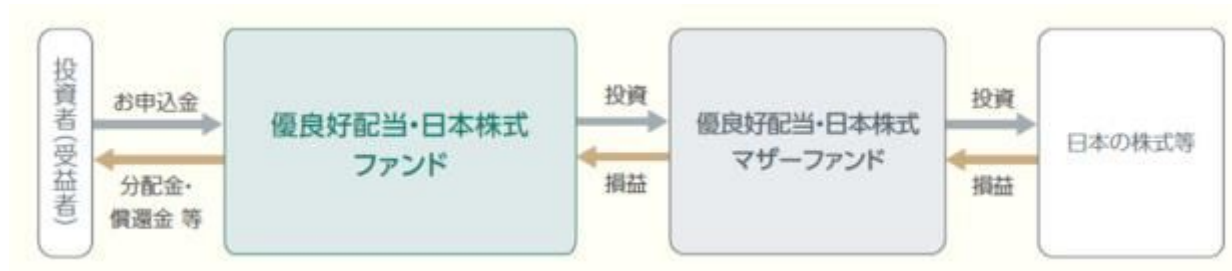 投資者(受益者)
お申込金
分配金・
償還金 等
優良好配当・日本株式
ファンド
投資
損益
優良好配当・日本株式
マザーファンド
投資
損益
日本の株式等